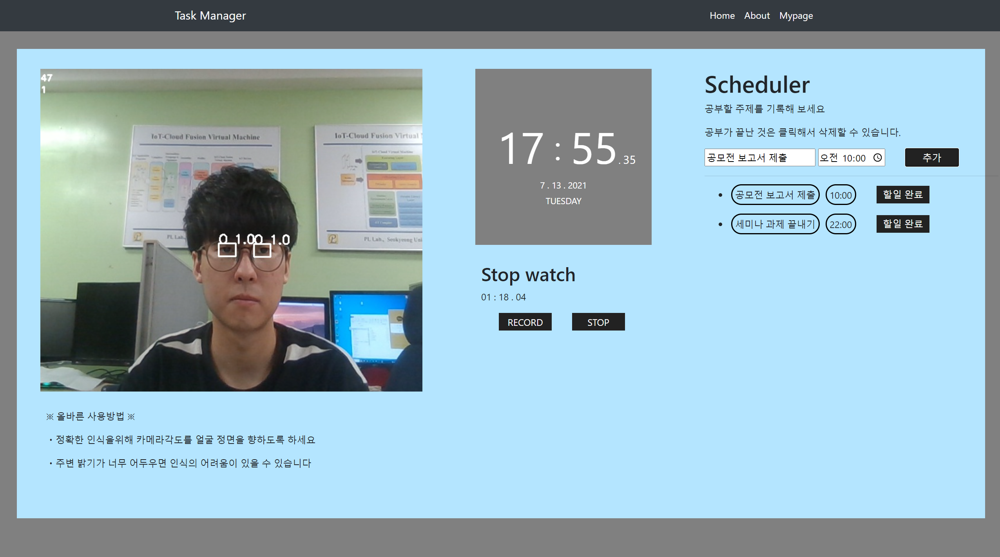 Task Manager
Home About Mypage
47
1
IoT-Cloud Fusion Virtual Machine
IoT-Cloud Fusion Virtual
PL Lab.
PL Lab., Seokyeong Uni
O 1.0O 1.0
※ 올바른 사용방법 ※
• 정확한 인식을위해 카메라각도를 얼굴 정면을 향하도록 하세요
• 주변 밝기가 너무 어두우면 인식의 어려움이 있을 수 있습니다
17 : 55 . 35
7 . 13 . 2021
TUESDAY
Stop watch
01 : 18 . 04
RECORD STOP
Scheduler
공부할 주제를 기록해 보세요
공부가 끝난 것은 클릭해서 삭제할 수 있습니다.
공모전 보고서 제출 오전 10:00 추가
• 공모전 보고서 제출 10:00 할일 완료
• 세미나 과제 끝내기 22:00 할일 완료